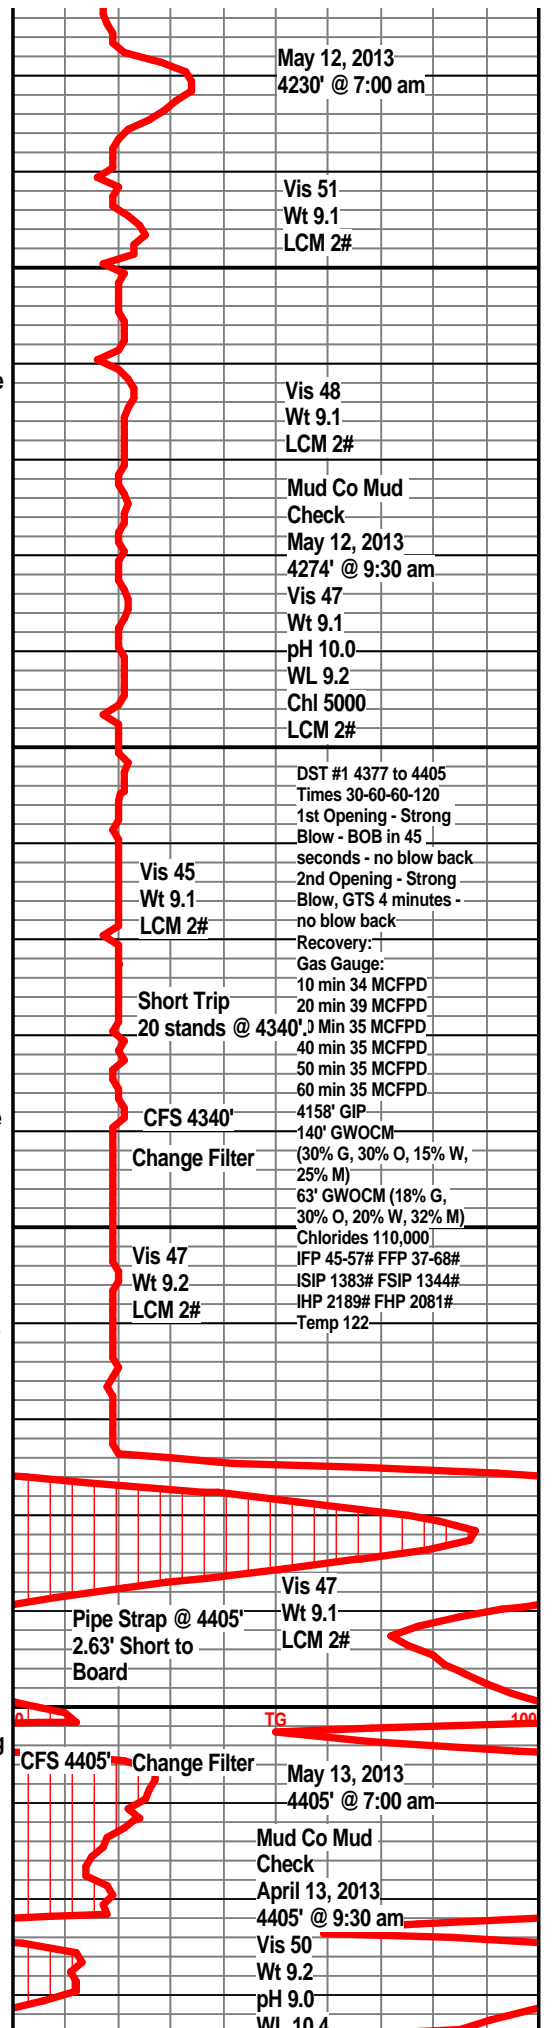 May 12, 2013
4230' @ 7:00 am
Vis 51
Wt 9.1
LCM 2#
Vis 48
Wt 9.1
LCM 2#
Mud Co Mud
Check
May 12, 2013
4274' @ 9:30 am
Vis 47
Wt 9.1
pH 10.0
WL 9.2
Chl 5000
LCM 2#
DST #1 4377 to 4405
Times 30-60-60-120
1st Opening - Strong
Blow - BOB in 45
seconds - no blow back
2nd Opening - Strong
Blow, GTS 4 minutes -
no blow back
Recovery:
Gas Gauge:
10 min 34 MCFPD
20 min 39 MCFPD
0 Min 35 MCFPD
40 min 35 MCFPD
50 min 35 MCFPD
60 min 35 MCFPD
4158' GIP
140' GWOCM
(30% G, 30% O, 15% W,
25% M)
63' GWOCM (18% G,
30% O, 20% W, 32% M)
Chlorides 110,000
IFP 45-57# FFP 37-68#
ISIP 1383# FSIP 1344#
IHP 2189# FHP 2081#
Temp 122
Vis 45
Wt 9.1
LCM 2#
Short Trip
20 stands @ 4340'.
CFS 4340'
Change Filter
Vis 47
Wt 9.2
LCM 2#
Vis 47
Wt 9.1
LCM 2#
Pipe Strap @ 4405'
2.63' Short to
Board
0 TG 100
CFS 4405' Change Filter
May 13, 2013
4405' @ 7:00 am
Mud Co Mud
Check
April 13, 2013
4405' @ 9:30 am
Vis 50
Wt 9.2
pH 9.0
WL 10.4